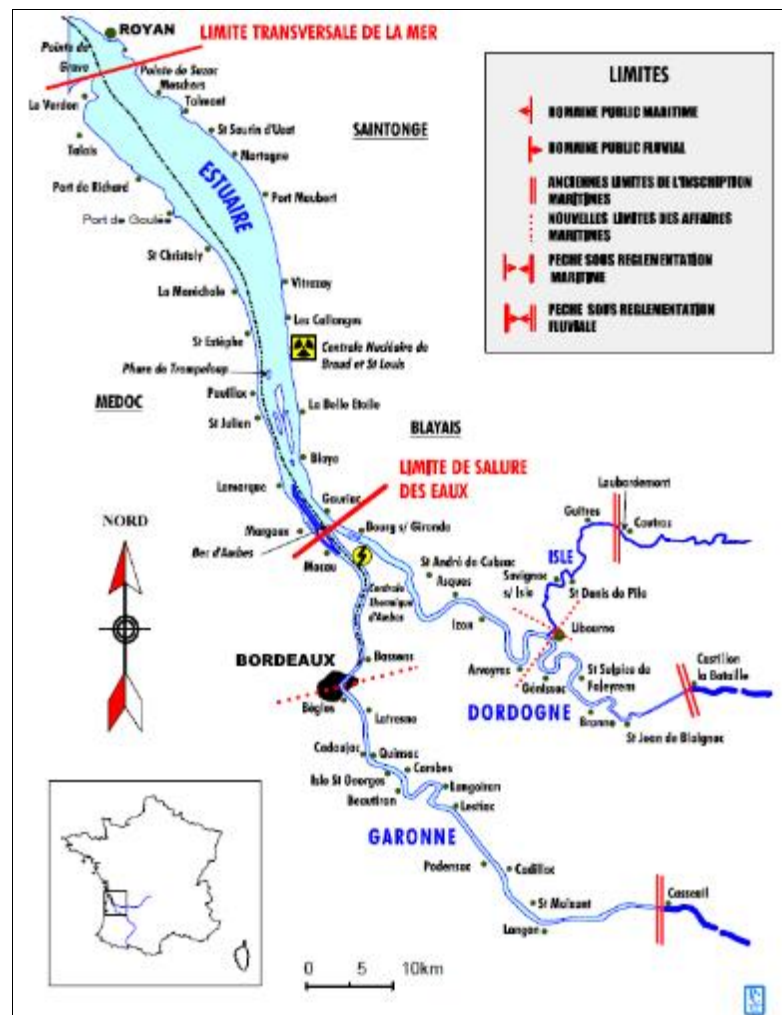 ROYAN
LIMITE TRANSVERSALE DE LA MER
Pointe de
Grave
Pointe de Suzac
Meschers
Le Verdon
Talmont
St Seurin d'Uzet
SAINTONGE
Talais
Mortagne
ESTUAIRE
Port de Richard
Port Maubert
Port de Goulée
St Christoly
Vitrezay
La Maréchale
Les Callonges
St Estèphe
Centrale Nucléaire de
Braud et St Louis
Phare de Trompeloup
Pauillac
MEDOC
St Julien
La Belle Etoile
BLAYAIS
Blaye
LIMITE DE SALURE
DES EAUX
Lamarque
Gauriac
Margaux
Bourg s/ Gironde
Bec d'Ambes
Macau
Centrale
thermique
d'Ambes
St André de Cubzac
Asques
Izon
Laubardemont
Guitres
Coutras
ISLE
Savignac
s/ Isle
St Denis de Pile
Libourne
Arveyres
Génissac
St Sulpice de
Faleyrens
Castillon
la Bataille
DORDOGNE
Branne
St Jean de Blaignac
BORDEAUX
Bassens
Bègles
Latresne
Cadaujac
Quinsac
Isle St Georges
Cambes
Beautiran
Langoiran
Lestiac
GARONNE
Podensac
Cadillac
St Maixant
Langon
Casseuil
NORD
0 5 10km
LIMITES
DOMAINE PUBLIC MARITIME
DOMAINE PUBLIC FLUVIAL
ANCIENNES LIMITES DE L'INSCRIPTION
MARITIMES
NOUVELLES LIMITES DES AFFAIRES
MARITIMES
PECHE SOUS REGLEMENTATION
MARITIME
PECHE SOUS REGLEMENTATION
FLUVIALE